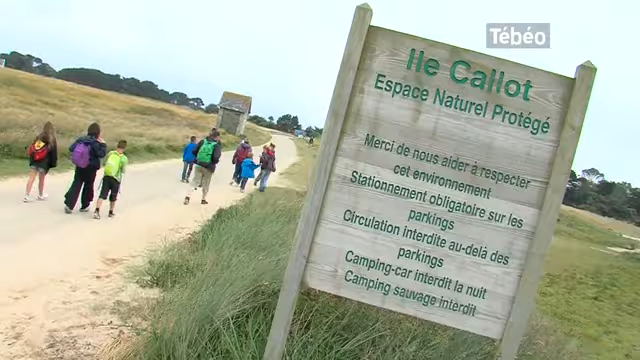 Tébéo
Ile Callot
Espace Naturel Protégé
Merci de nous aider à respecter
cet environnement
Stationnement obligatoire sur les
parkings
Circulation interdite au-delà des
parkings
Camping-car interdit la nuit
Camping sauvage interdit